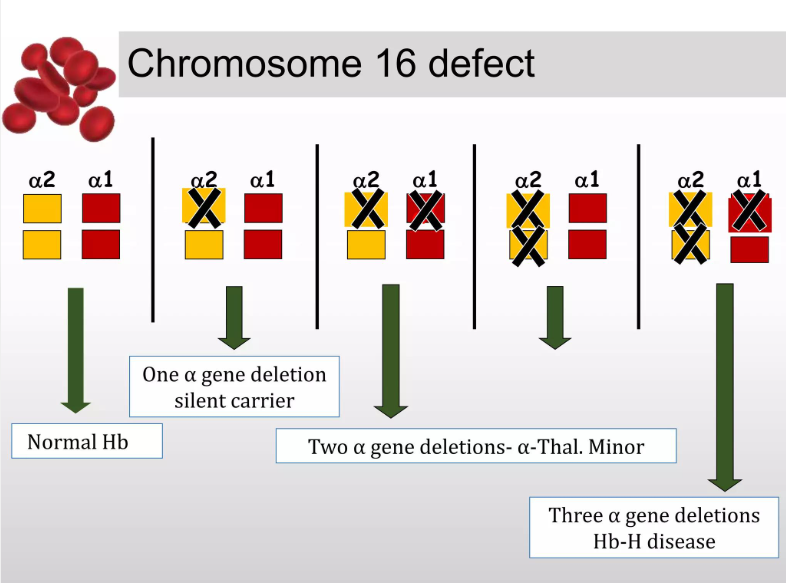 Chromosome 16 defect
α2 α1
α2 α1
α2 α1
α2 α1
α2 α1
One α gene deletion
silent carrier
Normal Hb
Two α gene deletions- α-Thal. Minor
Three α gene deletions
Hb-H disease